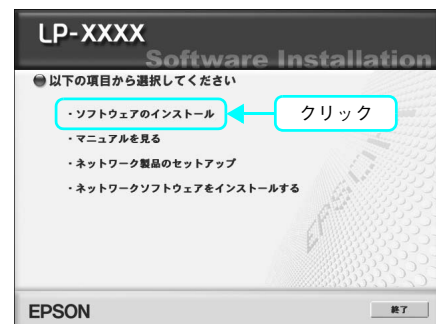 LP-XXXX
Software Installation
以下の項目から選択してください
・ソフトウェアのインストール
クリック
・マニュアルを見る
・ネットワーク製品のセットアップ
・ネットワークソフトウェアをインストールする
EPSON
EPSON
終了